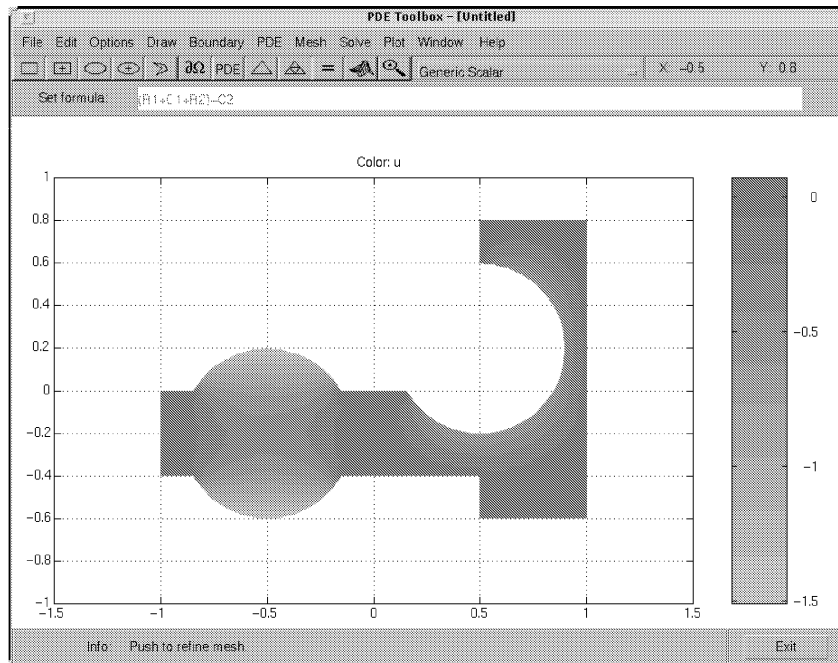 PDE Toolbox - [Untitled]
File Edit Options Draw Boundary PDE Mesh Solve Plot Window Help
∂Ω PDE = Generic Scalar X -0.5 Y 0.8
Set formula: (R1+C1+R2)-C2
Color: u
1
0.8
0.6
0.4
0.2
0
-0.2
-0.4
-0.6
-0.8
-1
-1.5 -1 -0.5 0 0.5 1 1.5
0
-0.5
-1
-1.5
Info: Push to refine mesh. Exit